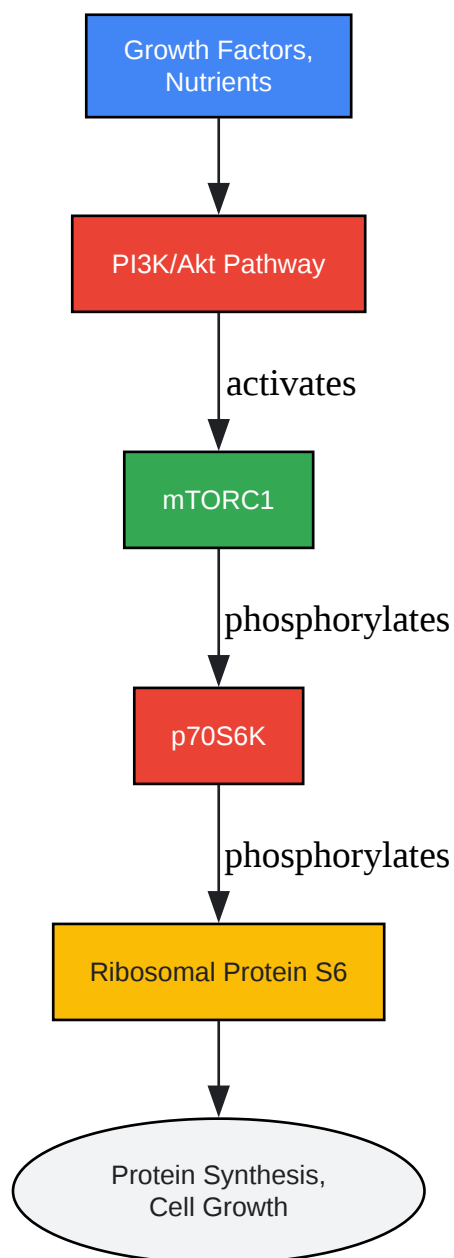 Growth Factors,
Nutrients
PI3K/Akt Pathway
activates
mTORC1
phosphorylates
p70S6K
phosphorylates
Ribosomal Protein S6
Protein Synthesis,
Cell Growth